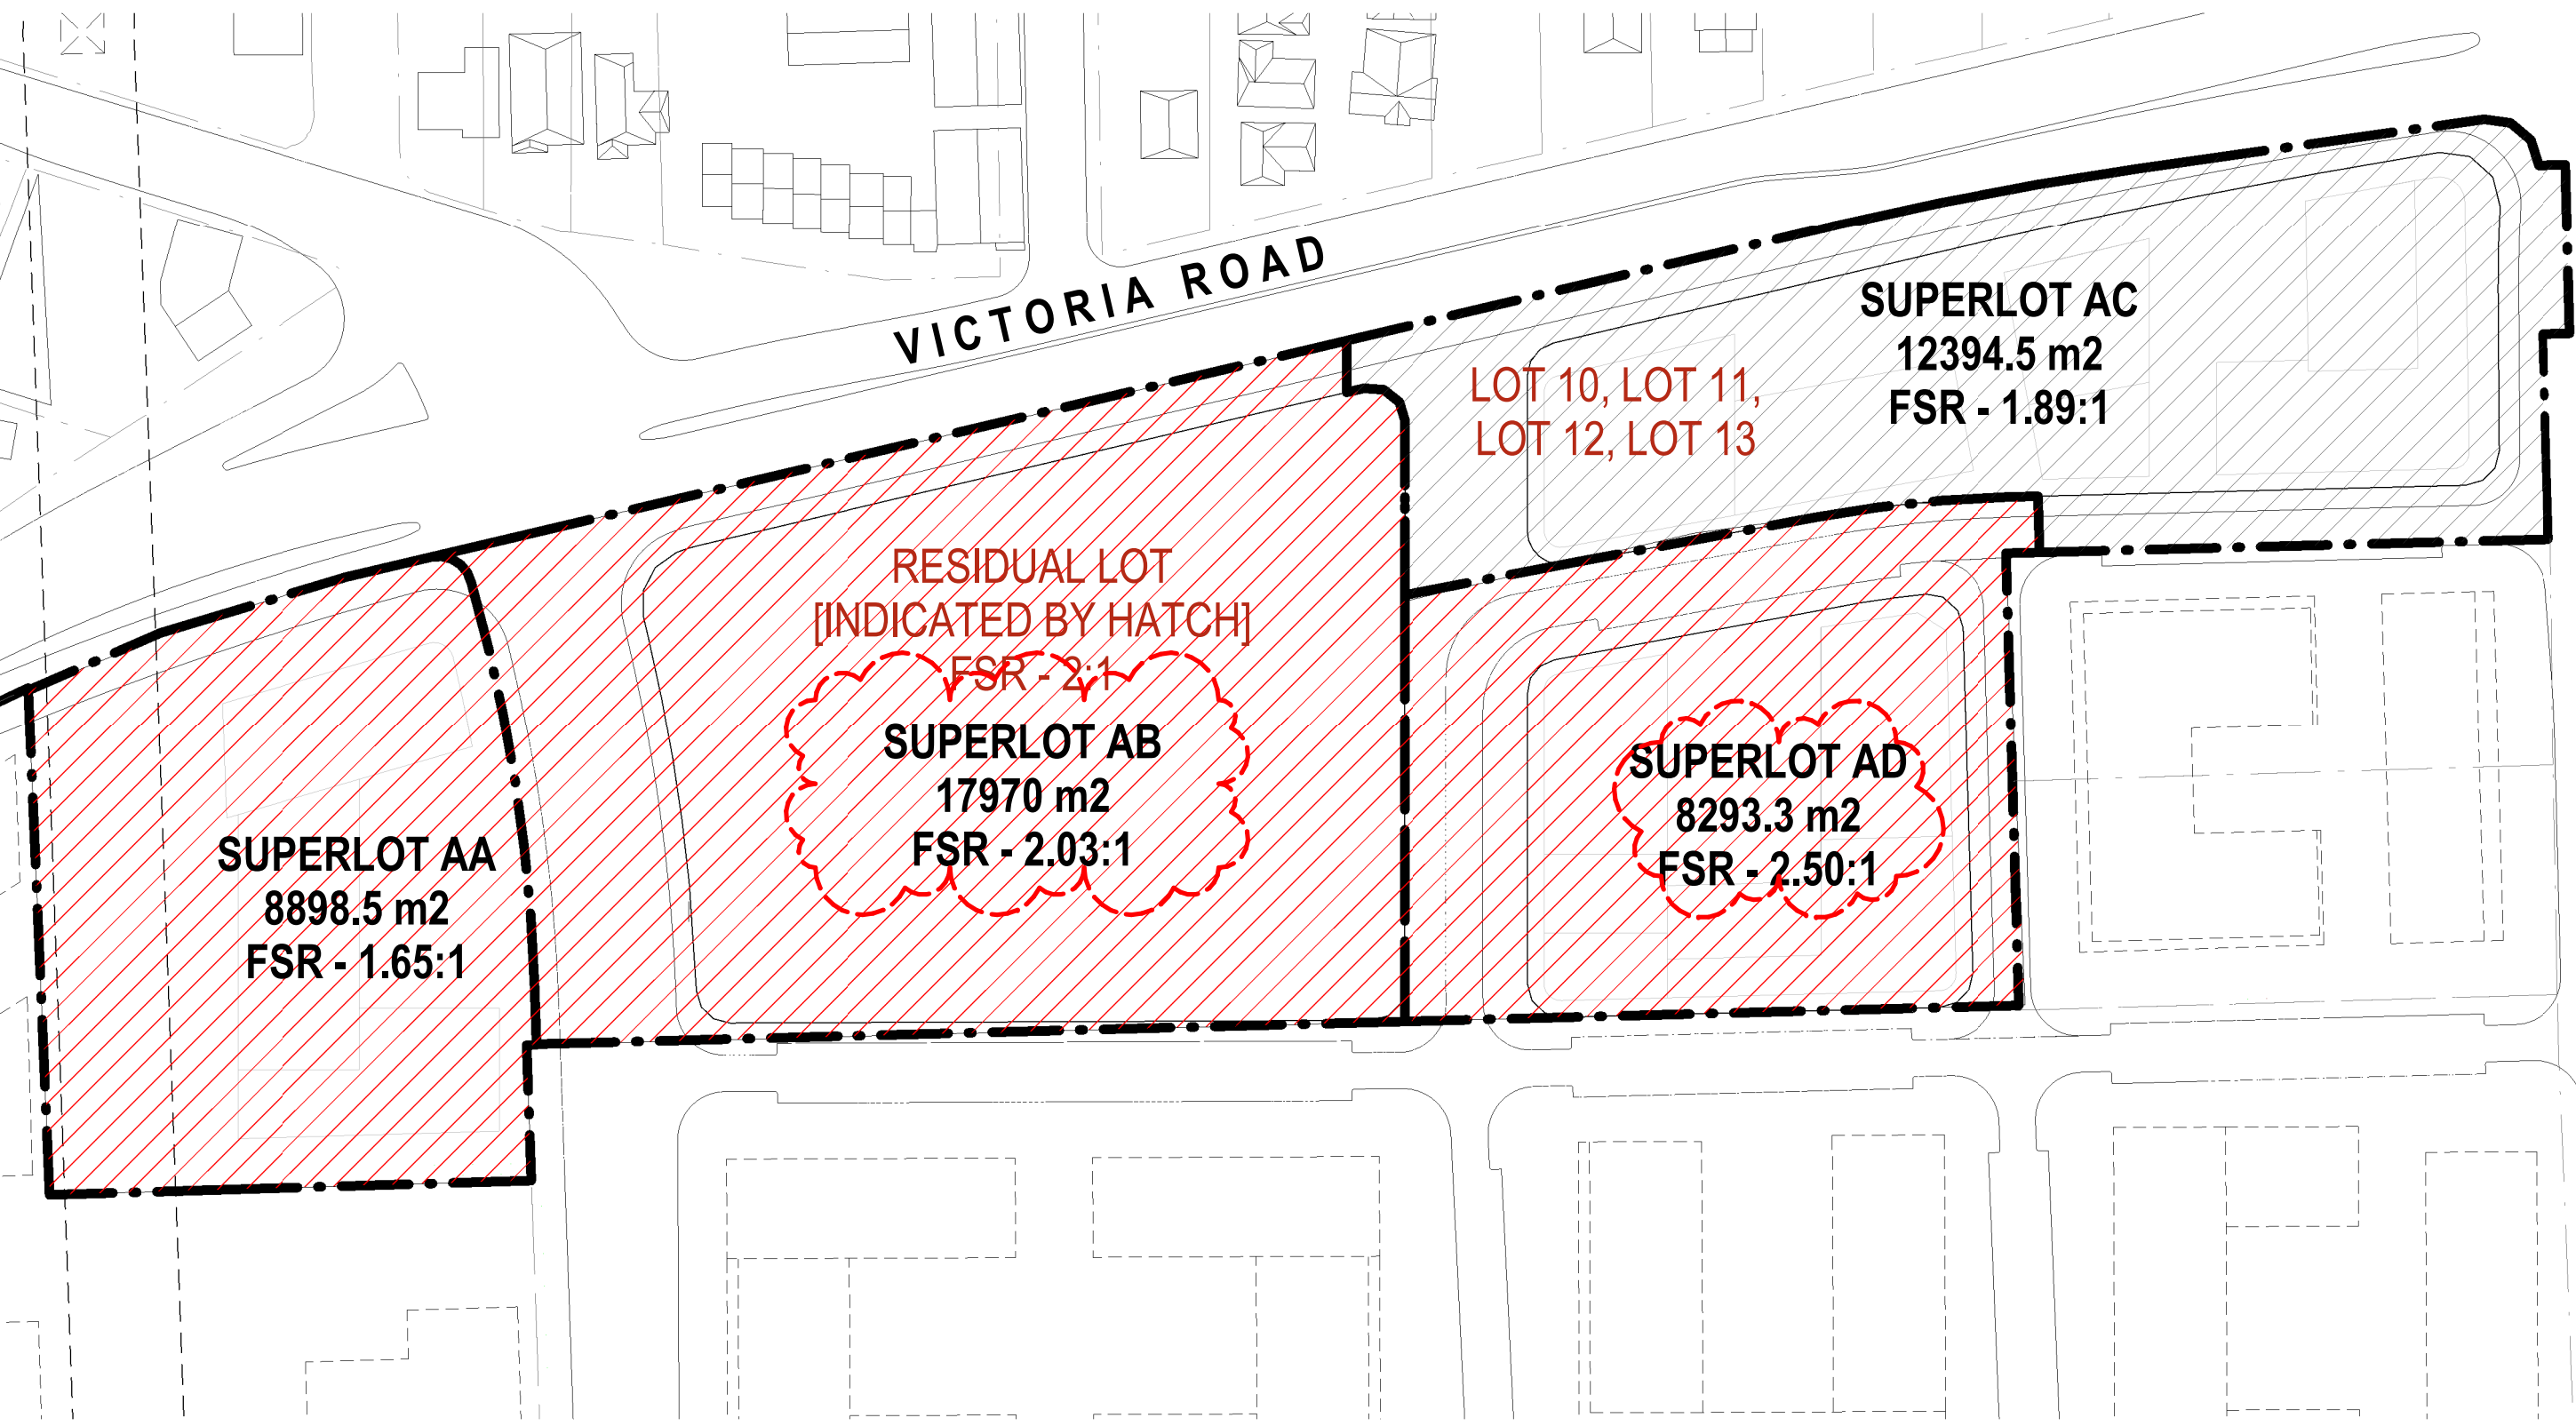 VICTORIA ROAD
SUPERLOT AC
12394.5 m2
FSR - 1.89:1
LOT 10, LOT 11,
LOT 12, LOT 13
RESIDUAL LOT
[INDICATED BY HATCH]
FSR - 2:1
SUPERLOT AB
17970 m2
FSR - 2.03:1
SUPERLOT AD
8293.3 m2
FSR - 2.50:1
SUPERLOT AA
8898.5 m2
FSR - 1.65:1